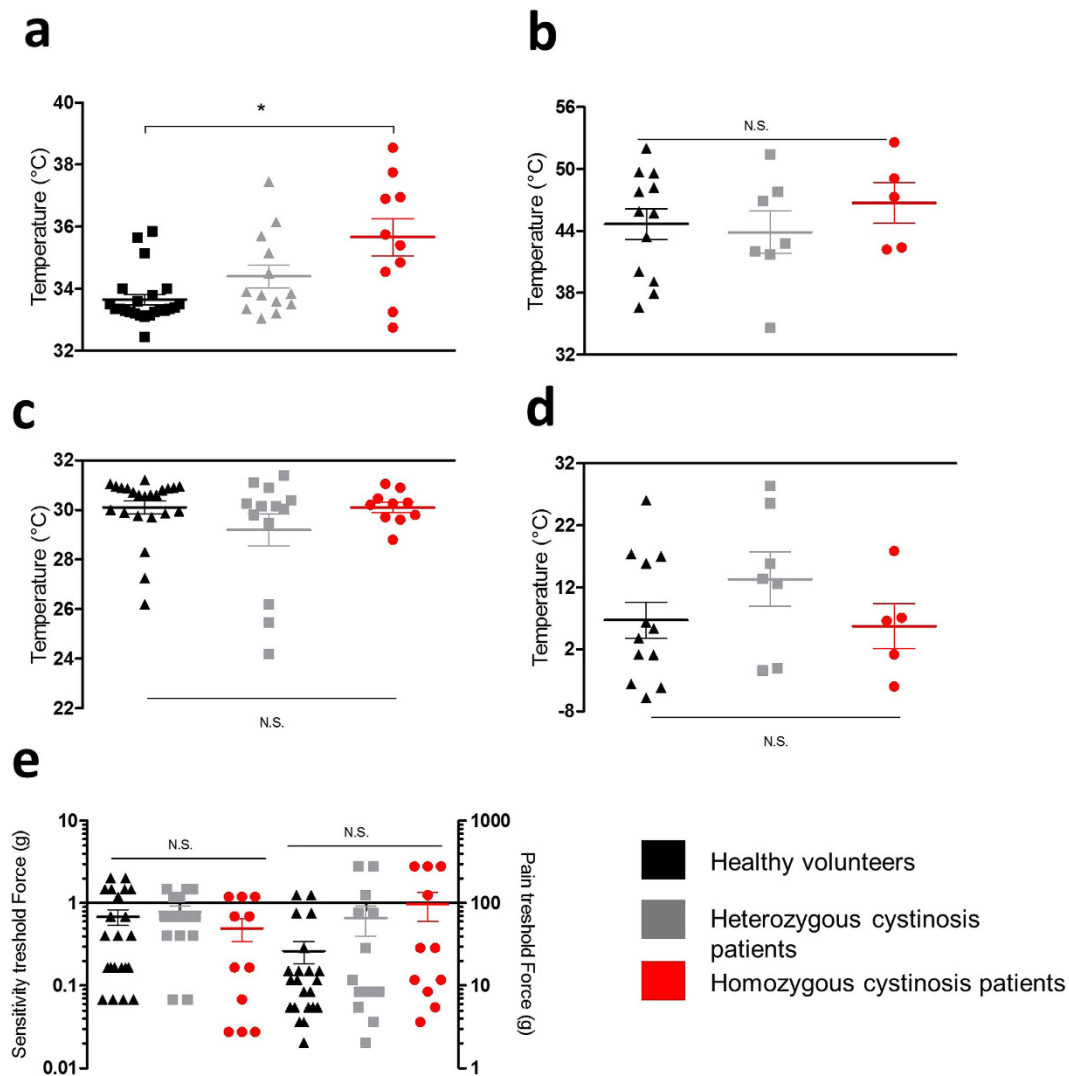 a
40
38
36
34
32
Temperature (°C)
*
b
56
50
44
38
32
Temperature (°C)
N.S.
c
32
30
28
26
24
22
Temperature (°C)
N.S.
d
32
22
12
2
-8
Temperature (°C)
N.S.
e
10
1
0.1
0.01
Sensitivity treshold Force (g)
N.S.
N.S.
1000
100
10
1
Pain treshold Force (g)
Healthy volunteers
Heterozygous cystinosis
patients
Homozygous cystinosis patients